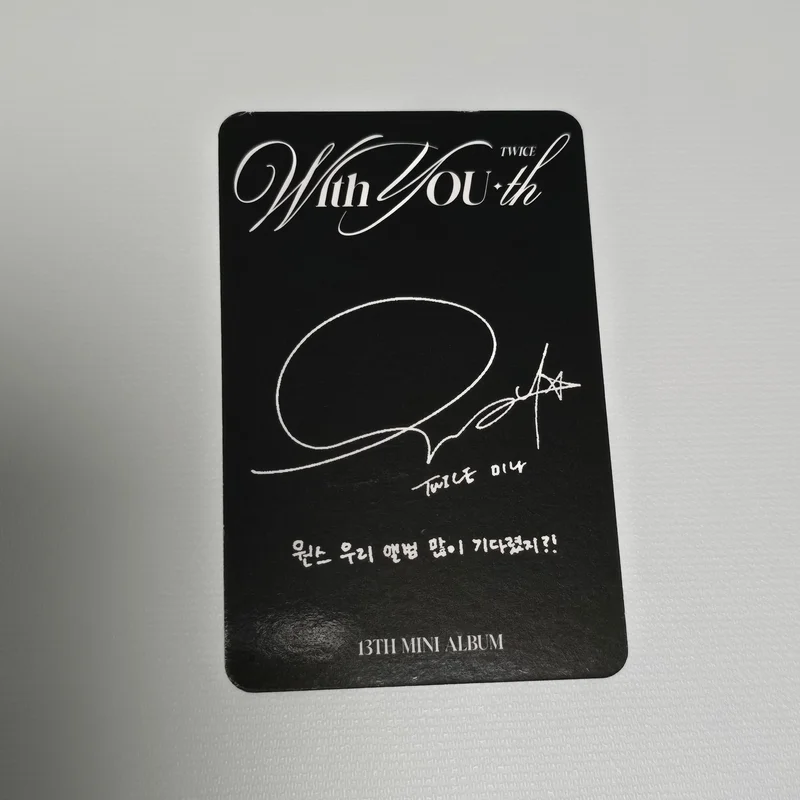 TWICE
With YOU-th
TWICE 미나
원스 우리 앨범 많이 기다렸지?!
13TH MINI ALBUM